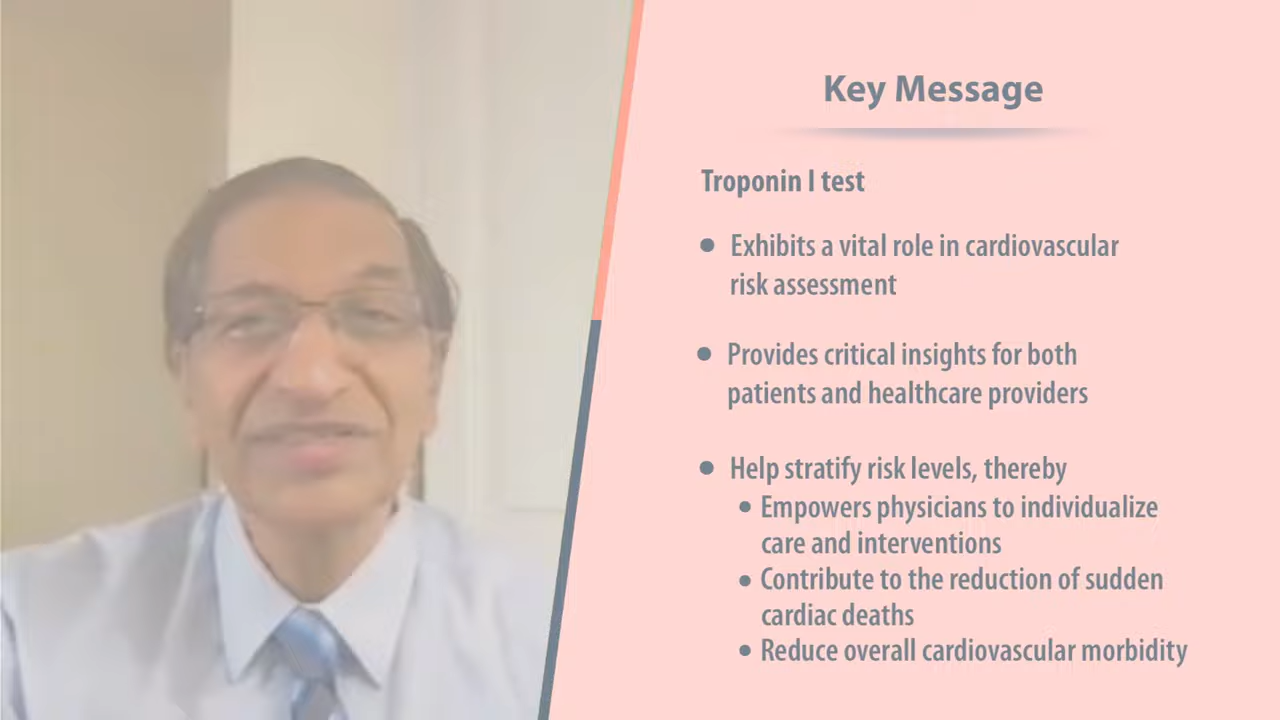 Key Message
Troponin I test
• Exhibits a vital role in cardiovascular
risk assessment
• Provides critical insights for both
patients and healthcare providers
• Help stratify risk levels, thereby
• Empowers physicians to individualize
care and interventions
• Contribute to the reduction of sudden
cardiac deaths
• Reduce overall cardiovascular morbidity